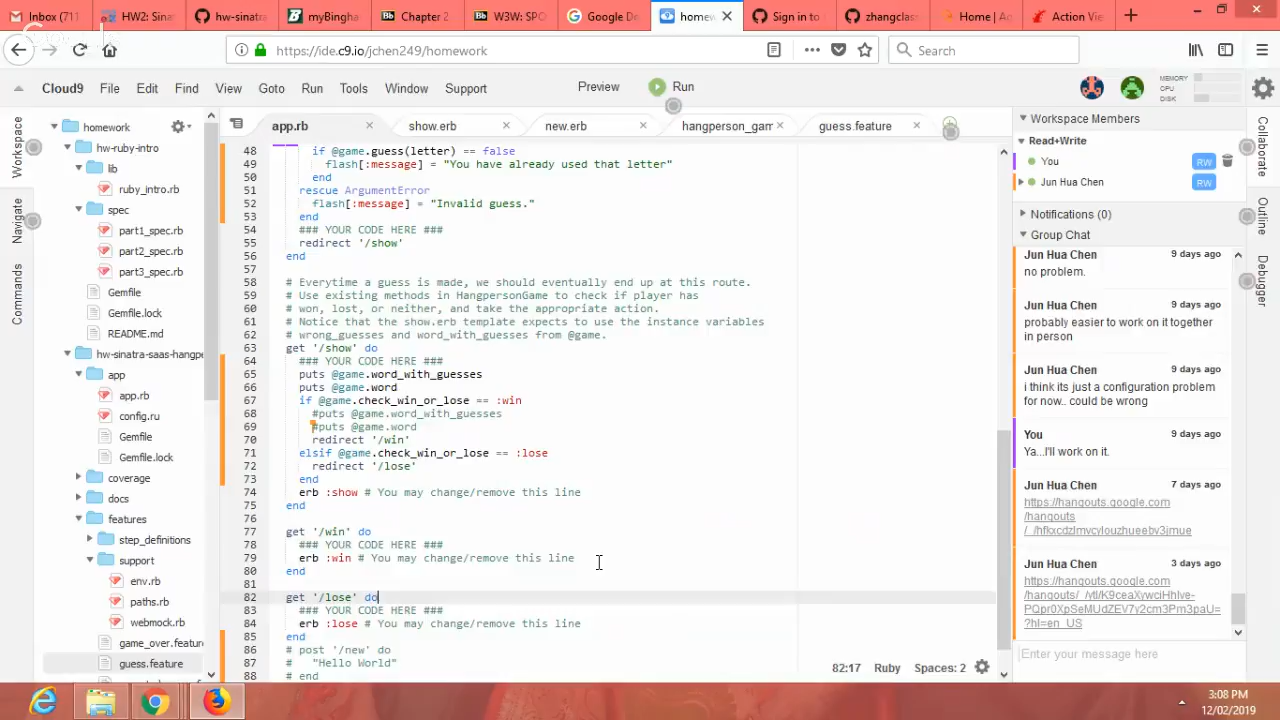 Inbox (711
HW2: Sina
hw-sinatra
myBingha
Chapter 2
W3W: SPO
Google Do
homew
Sign in to
zhangclass
Home | A
Action Vie
https://ide.c9.io/jchen249/homework
Search
Cloud9 File Edit Find View Goto Run Tools Window Support Preview Run
MEMORY
CPU
DISK
Workspace
Navigate
Commands
homework
hw-ruby-intro
lib
ruby_intro.rb
spec
part1_spec.rb
part2_spec.rb
part3_spec.rb
Gemfile
Gemfile.lock
README.md
hw-sinatra-saas-hangp
app
app.rb
config.ru
Gemfile
Gemfile.lock
coverage
docs
features
step_definitions
support
env.rb
paths.rb
webmock.rb
game_over.feature
guess.feature
app.rb show.erb new.erb hangperson_gam guess.feature
48 if @game.guess(letter) == false
49 flash[:message] = "You have already used that letter"
50 end
51 rescue ArgumentError
52 flash[:message] = "Invalid guess."
53 end
54 ### YOUR CODE HERE ###
55 redirect '/show'
56 end
57
58 # Everytime a guess is made, we should eventually end up at this route.
59 # Use existing methods in HangpersonGame to check if player has
60 # won, lost, or neither, and take the appropriate action.
61 # Notice that the show.erb template expects to use the instance variables
62 # wrong_guesses and word_with_guesses from @game.
63 get '/show' do
64 ### YOUR CODE HERE ###
65 puts @game.word_with_guesses
66 puts @game.word
67 if @game.check_win_or_lose == :win
68 #puts @game.word_with_guesses
69 #puts @game.word
70 redirect '/win'
71 elsif @game.check_win_or_lose == :lose
72 redirect '/lose'
73 end
74 erb :show # You may change/remove this line
75 end
76
77 get '/win' do
78 ### YOUR CODE HERE ###
79 erb :win # You may change/remove this line
80 end
81
82 get '/lose' do
83 ### YOUR CODE HERE ###
84 erb :lose # You may change/remove this line
85 end
86 # post '/new' do
87 # "Hello World"
88 # end
82:17 Ruby Spaces: 2
Workspace Members
Read+Write
You RW
Jun Hua Chen RW
Notifications (0)
Group Chat
Jun Hua Chen 9 days ago
no problem.
Jun Hua Chen 9 days ago
probably easier to work on it together
in person
Jun Hua Chen 9 days ago
i think its just a configuration problem
for now.. could be wrong
You 9 days ago
Ya...I'll work on it.
Jun Hua Chen 7 days ago
https://hangouts.google.com
/hangouts
Jun Hua Chen 3 days ago
https://hangouts.google.com
?hl=en_US
Enter your message here
Collaborate
Outline
Debugger
3:08 PM
12/02/2019